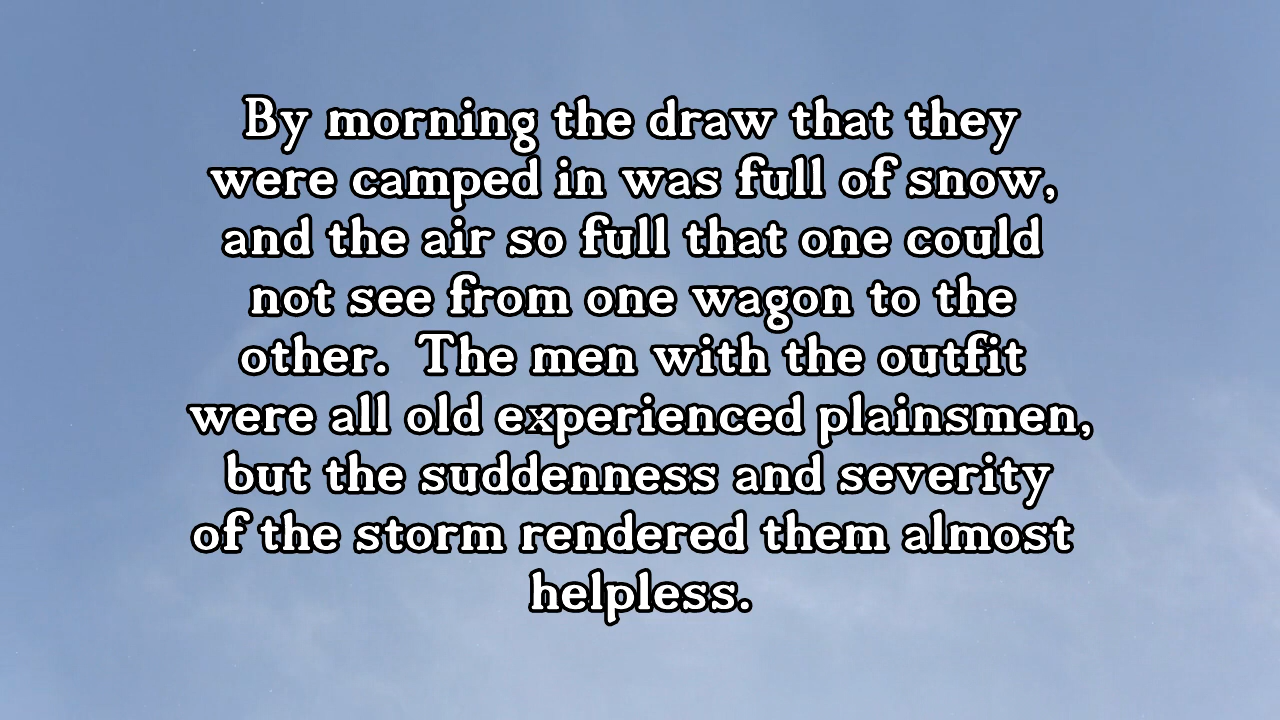 By morning the draw that they
were camped in was full of snow,
and the air so full that one could
not see from one wagon to the
other.  The men with the outfit
were all old experienced plainsmen,
but the suddenness and severity
of the storm rendered them almost
helpless.